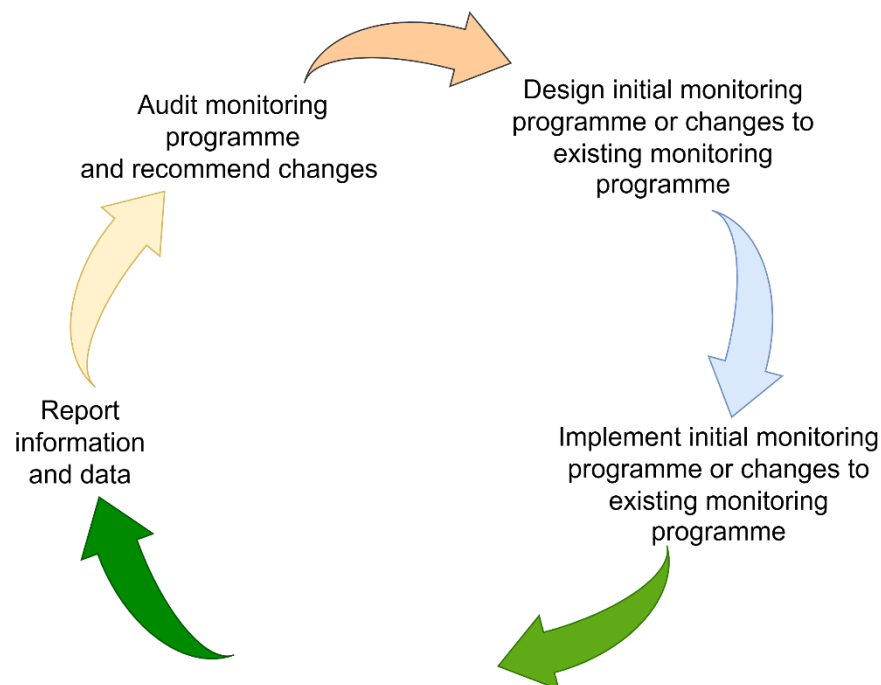 Audit monitoring
programme
and recommend changes
Design initial monitoring
programme or changes to
existing monitoring
programme
Implement initial monitoring
programme or changes to
existing monitoring
programme
Report
information
and data